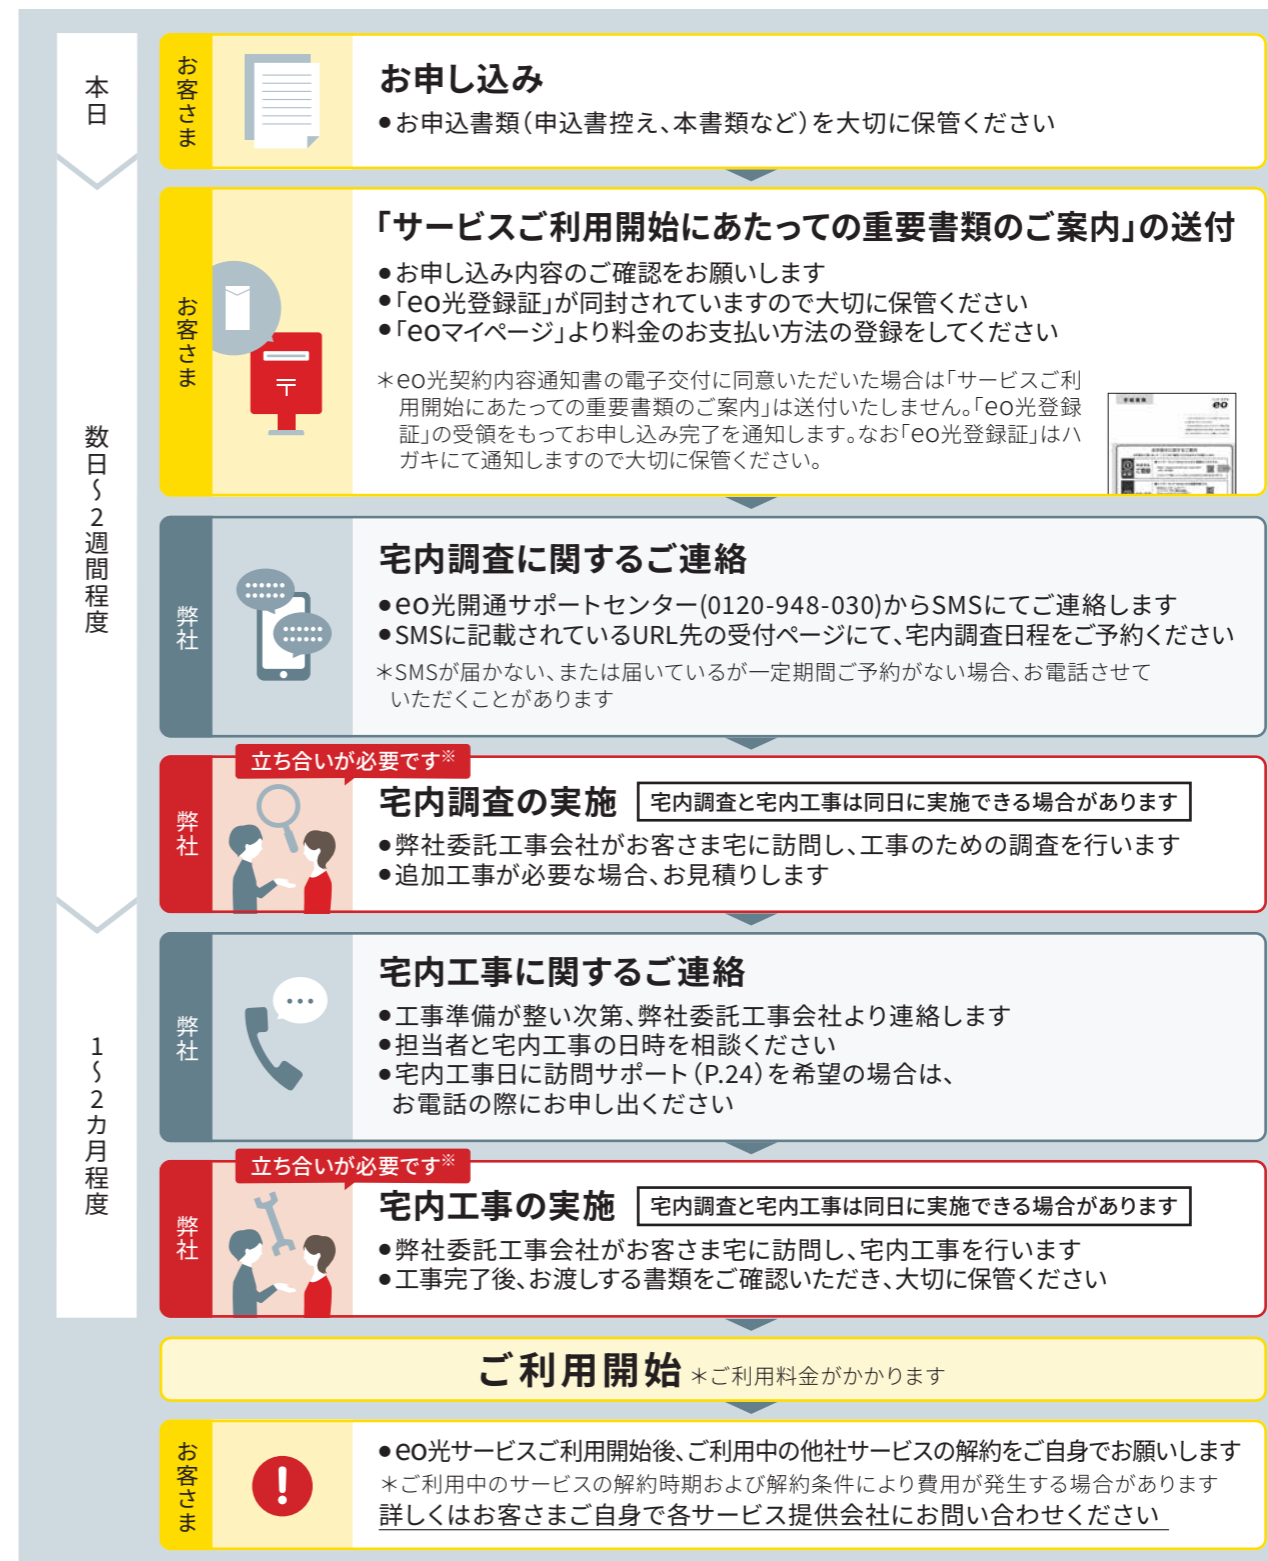 本日
お客さま
お申し込み
●お申込書類（申込書控え、本書類など）を大切に保管ください
数日〜2週間程度
お客さま
「サービスご利用開始にあたっての重要書類のご案内」の送付
●お申し込み内容のご確認をお願いします
●「eo光登録証」が同封されていますので大切に保管ください
●「eoマイページ」より料金のお支払い方法の登録をしてください
＊eo光契約内容通知書の電子交付に同意いただいた場合は「サービスご利
用開始にあたっての重要書類のご案内」は送付いたしません。「eo光登録
証」の受領をもってお申し込み完了を通知します。なお「eo光登録証」はハ
ガキにて通知しますので大切に保管ください。
eo
弊社
宅内調査に関するご連絡
●eo光開通サポートセンター(0120-948-030)からSMSにてご連絡します
●SMSに記載されているURL先の受付ページにて、宅内調査日程をご予約ください
＊SMSが届かない、または届いているが一定期間ご予約がない場合、お電話させて
いただくことがあります
立ち合いが必要です※
弊社
宅内調査の実施 宅内調査と宅内工事は同日に実施できる場合があります
●弊社委託工事会社がお客さま宅に訪問し、工事のための調査を行います
●追加工事が必要な場合、お見積りします
1〜2カ月程度
弊社
宅内工事に関するご連絡
●工事準備が整い次第、弊社委託工事会社より連絡します
●担当者と宅内工事の日時を相談ください
●宅内工事日に訪問サポート（P.24）を希望の場合は、
お電話の際にお申し出ください
立ち合いが必要です※
弊社
宅内工事の実施 宅内調査と宅内工事は同日に実施できる場合があります
●弊社委託工事会社がお客さま宅に訪問し、宅内工事を行います
●工事完了後、お渡しする書類をご確認いただき、大切に保管ください
ご利用開始 ＊ご利用料金がかかります
お客さま
●eo光サービスご利用開始後、ご利用中の他社サービスの解約をご自身でお願いします
＊ご利用中のサービスの解約時期および解約条件により費用が発生する場合があります
詳しくはお客さまご自身で各サービス提供会社にお問い合わせください